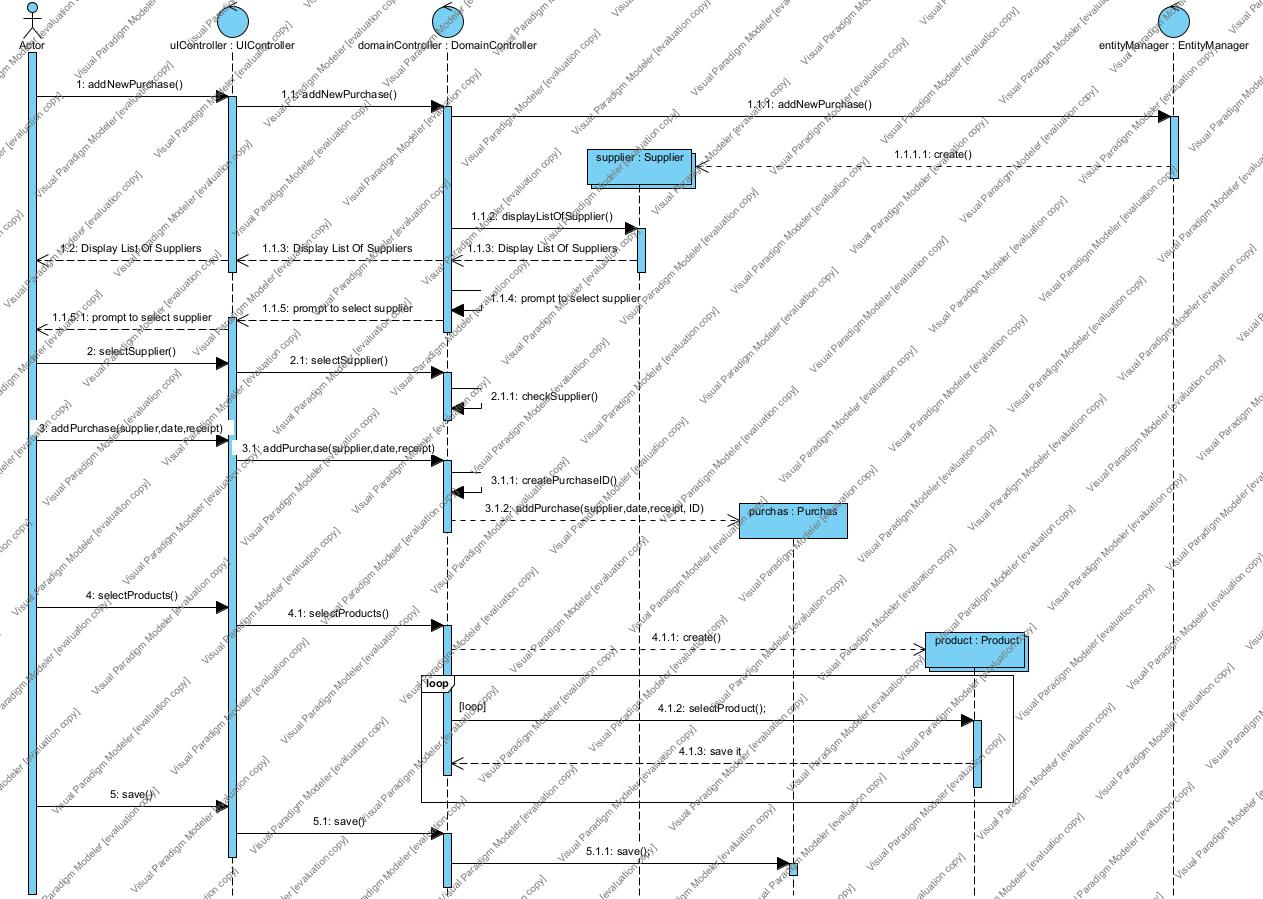 Actor
uIController : UIController
domainController : DomainController
entityManager : EntityManager
1: addNewPurchase()
1.1: addNewPurchase()
1.1.1: addNewPurchase()
supplier : Supplier
1.1.1.1: create()
1.1.2: displayListOfSupplier()
1.2: Display List Of Suppliers
1.1.3: Display List Of Suppliers
1.1.3: Display List Of Suppliers
1.1.4: prompt to select supplier
1.1.5: prompt to select supplier
1.1.5.1: prompt to select supplier
2: selectSupplier()
2.1: selectSupplier()
2.1.1: checkSupplier()
3: addPurchase(supplier,date,receipt)
3.1: addPurchase(supplier,date,receipt)
3.1.1: createPurchaseID()
3.1.2: addPurchase(supplier,date,receipt, ID)
purchas : Purchas
4: selectProducts()
4.1: selectProducts()
4.1.1: create()
product : Product
loop
[loop]
4.1.2: selectProduct();
4.1.3: save it
5: save()
5.1: save()
5.1.1: save();
Visual Paradigm Modeler [evaluation copy]